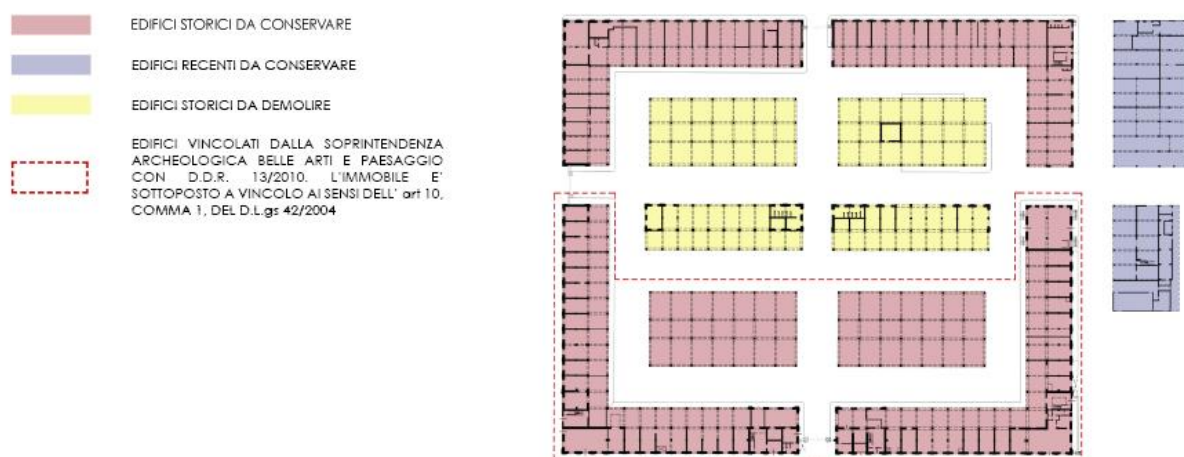 EDIFICI STORICI DA CONSERVARE
EDIFICI RECENTI DA CONSERVARE
EDIFICI STORICI DA DEMOLIRE
EDIFICI VINCOLATI DALLA SOPRINTENDENZA
ARCHEOLOGICA BELLE ARTI E PAESAGGIO
CON D.D.R. 13/2010. L'IMMOBILE E'
SOTTOPOSTO A VINCOLO AI SENSI DELL' art 10,
COMMA 1, DEL D.L.gs 42/2004